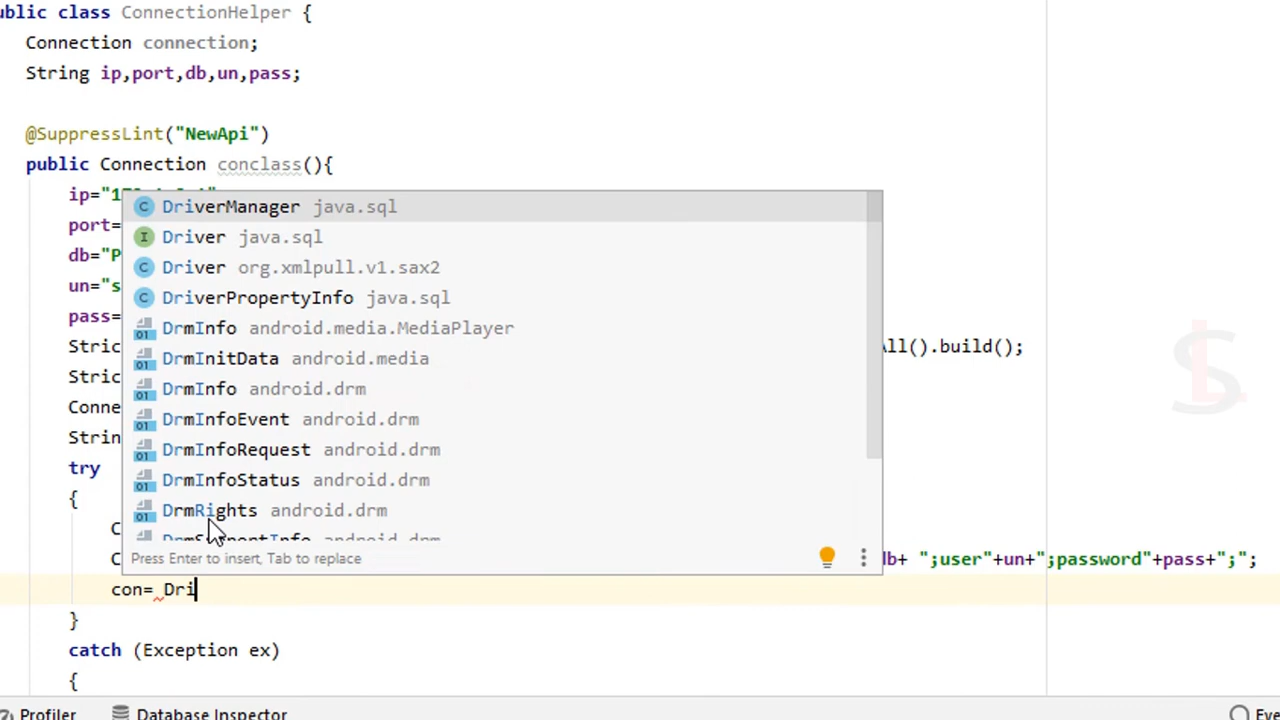 ublic class ConnectionHelper {
Connection connection;
String ip,port,db,un,pass;
@SuppressLint("NewApi")
public Connection conclass(){
ip="
port=
db="P
un="s
pass=
Stric
ll().build();
Stric
Conne
Strin
try
{
C
C
db+ ";user"+un+";password"+pass+";";
con= Dri
}
catch (Exception ex)
{
DriverManager java.sql
Driver java.sql
Driver org.xmlpull.v1.sax2
DriverPropertyInfo java.sql
DrmInfo android.media.MediaPlayer
DrmInitData android.media
DrmInfo android.drm
DrmInfoEvent android.drm
DrmInfoRequest android.drm
DrmInfoStatus android.drm
DrmRights android.drm
Press Enter to insert, Tab to replace
Profiler
Database Inspector
Eve